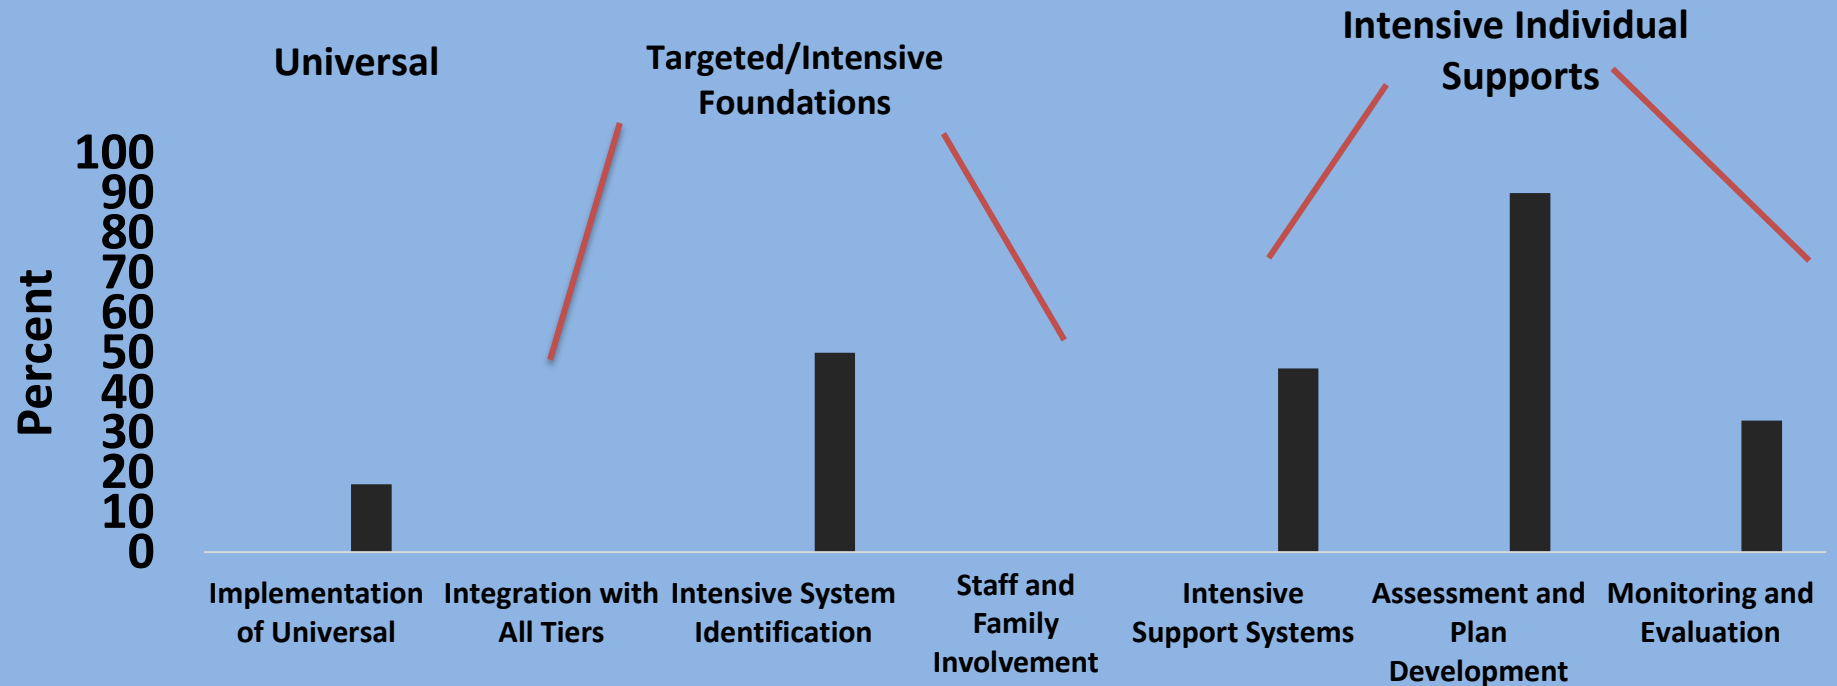 Universal
Targeted/Intensive
Foundations
Intensive Individual
Supports
Percent
100
90
80
70
60
50
40
30
20
10
0
Implementation
of Universal
Integration with
All Tiers
Intensive System
Identification
Staff and
Family
Involvement
Intensive
Support Systems
Assessment and
Plan
Development
Monitoring and
Evaluation